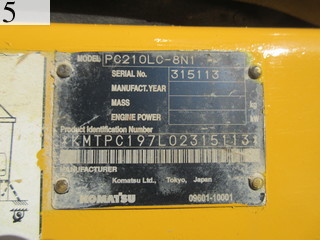 5
MODEL PC210LC-8N1
SERIAL No. 315113
MANUFACT.YEAR
MASS kg
ENGINE POWER
Product Identification Number
*KMTPC197L02315113*
Komatsu Ltd., Tokyo, Japan
KOMATSU 09601-10001